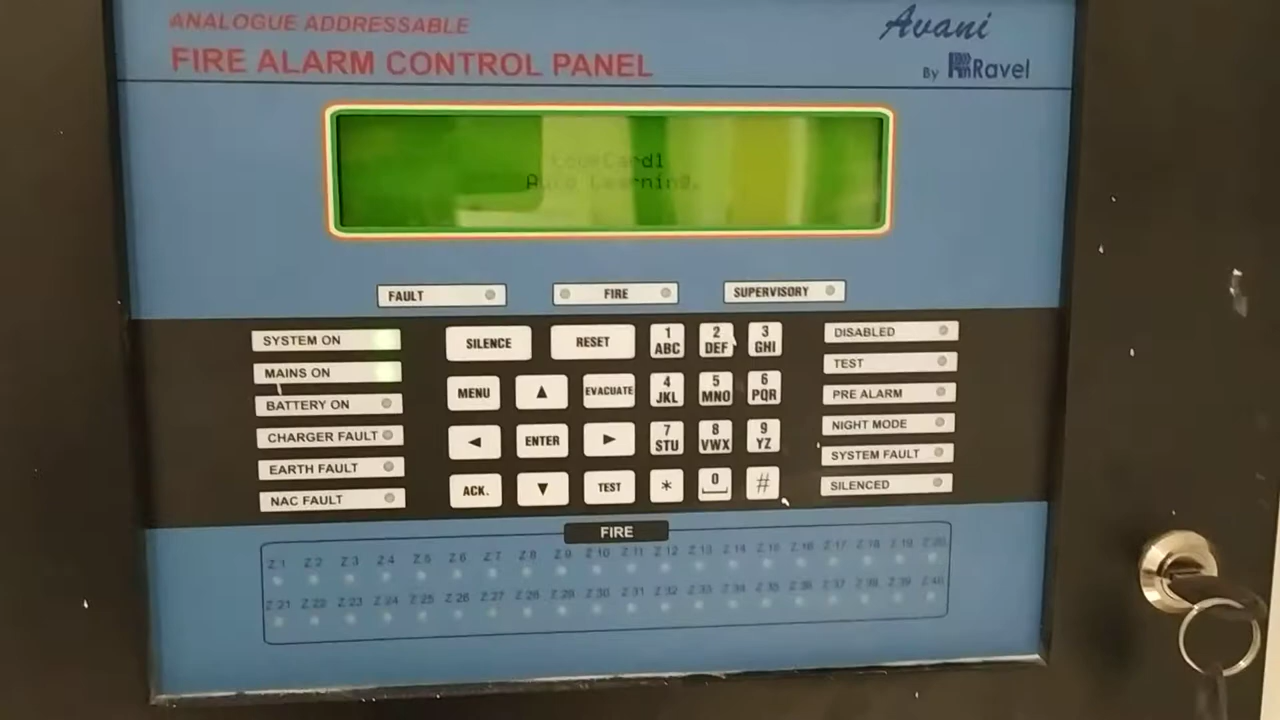 ANALOGUE ADDRESSABLE
FIRE ALARM CONTROL PANEL
Avani
By Ravel
Auto Learning.
FAULT
FIRE
SUPERVISORY
SYSTEM ON
MAINS ON
BATTERY ON
CHARGER FAULT
EARTH FAULT
NAC FAULT
SILENCE
RESET
1
ABC
2
DEF
3
GHI
MENU
▲
EVACUATE
4
JKL
5
MNO
6
PQR
◄
ENTER
►
7
STU
8
VWX
9
YZ
ACK.
▼
TEST
*
0
#
DISABLED
TEST
PRE ALARM
NIGHT MODE
SYSTEM FAULT
SILENCED
FIRE
Z 1 Z 2 Z 3 Z 4 Z 5 Z 6 Z 7 Z 8 Z 9 Z 10 Z 11 Z 12 Z 13 Z 14 Z 15 Z 16 Z 17 Z 18 Z 19 Z 20
Z 21 Z 22 Z 23 Z 24 Z 25 Z 26 Z 27 Z 28 Z 29 Z 30 Z 31 Z 32 Z 33 Z 34 Z 35 Z 36 Z 37 Z 38 Z 39 Z 40